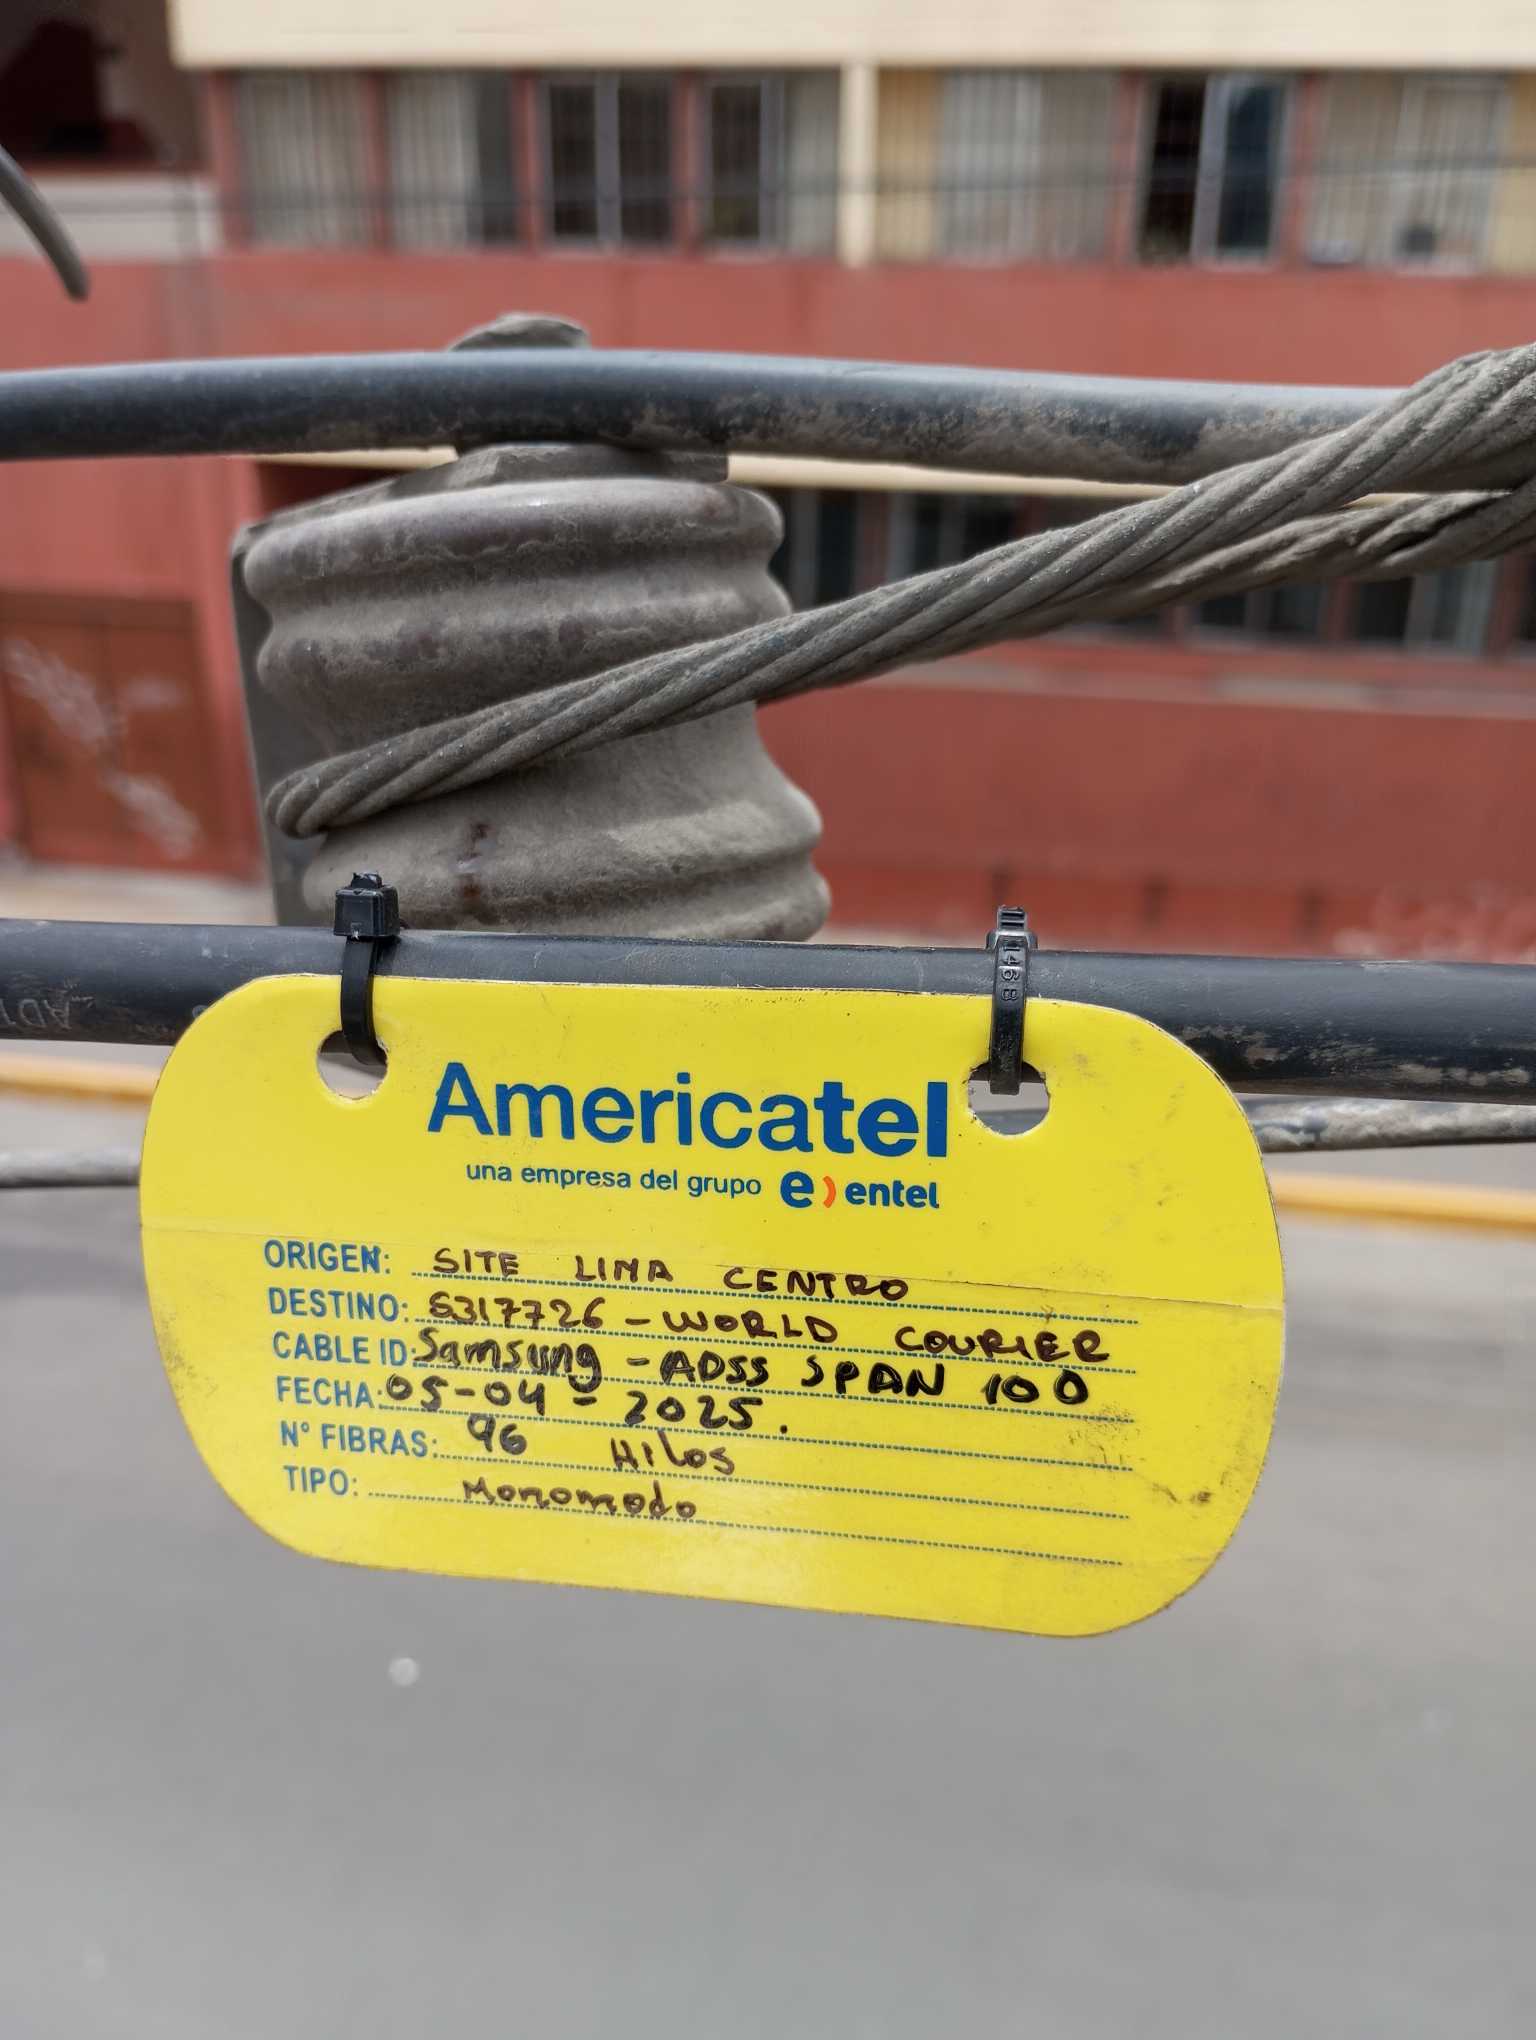 Americatel
una empresa del grupo e) entel
ORIGEN: SITE LIMA CENTRO
DESTINO: S317726 - WORLD COURIER
CABLE ID: Samsung - ADSS SPAN 100
FECHA: 05-04-2025.
N° FIBRAS: 96 Hilos
TIPO: Monomodo